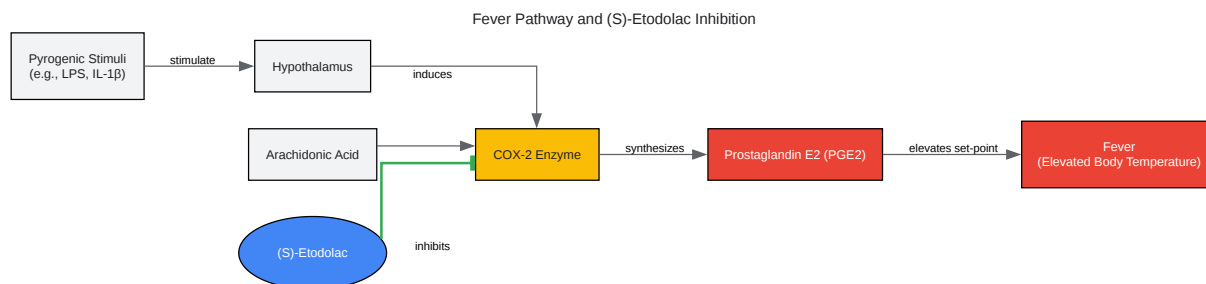 Fever Pathway and (S)-Etodolac Inhibition
Pyrogenic Stimuli
(e.g., LPS, IL-1β)
stimulate
Hypothalamus
induces
Arachidonic Acid
COX-2 Enzyme
synthesizes
Prostaglandin E2 (PGE2)
elevates set-point
Fever
(Elevated Body Temperature)
(S)-Etodolac
inhibits